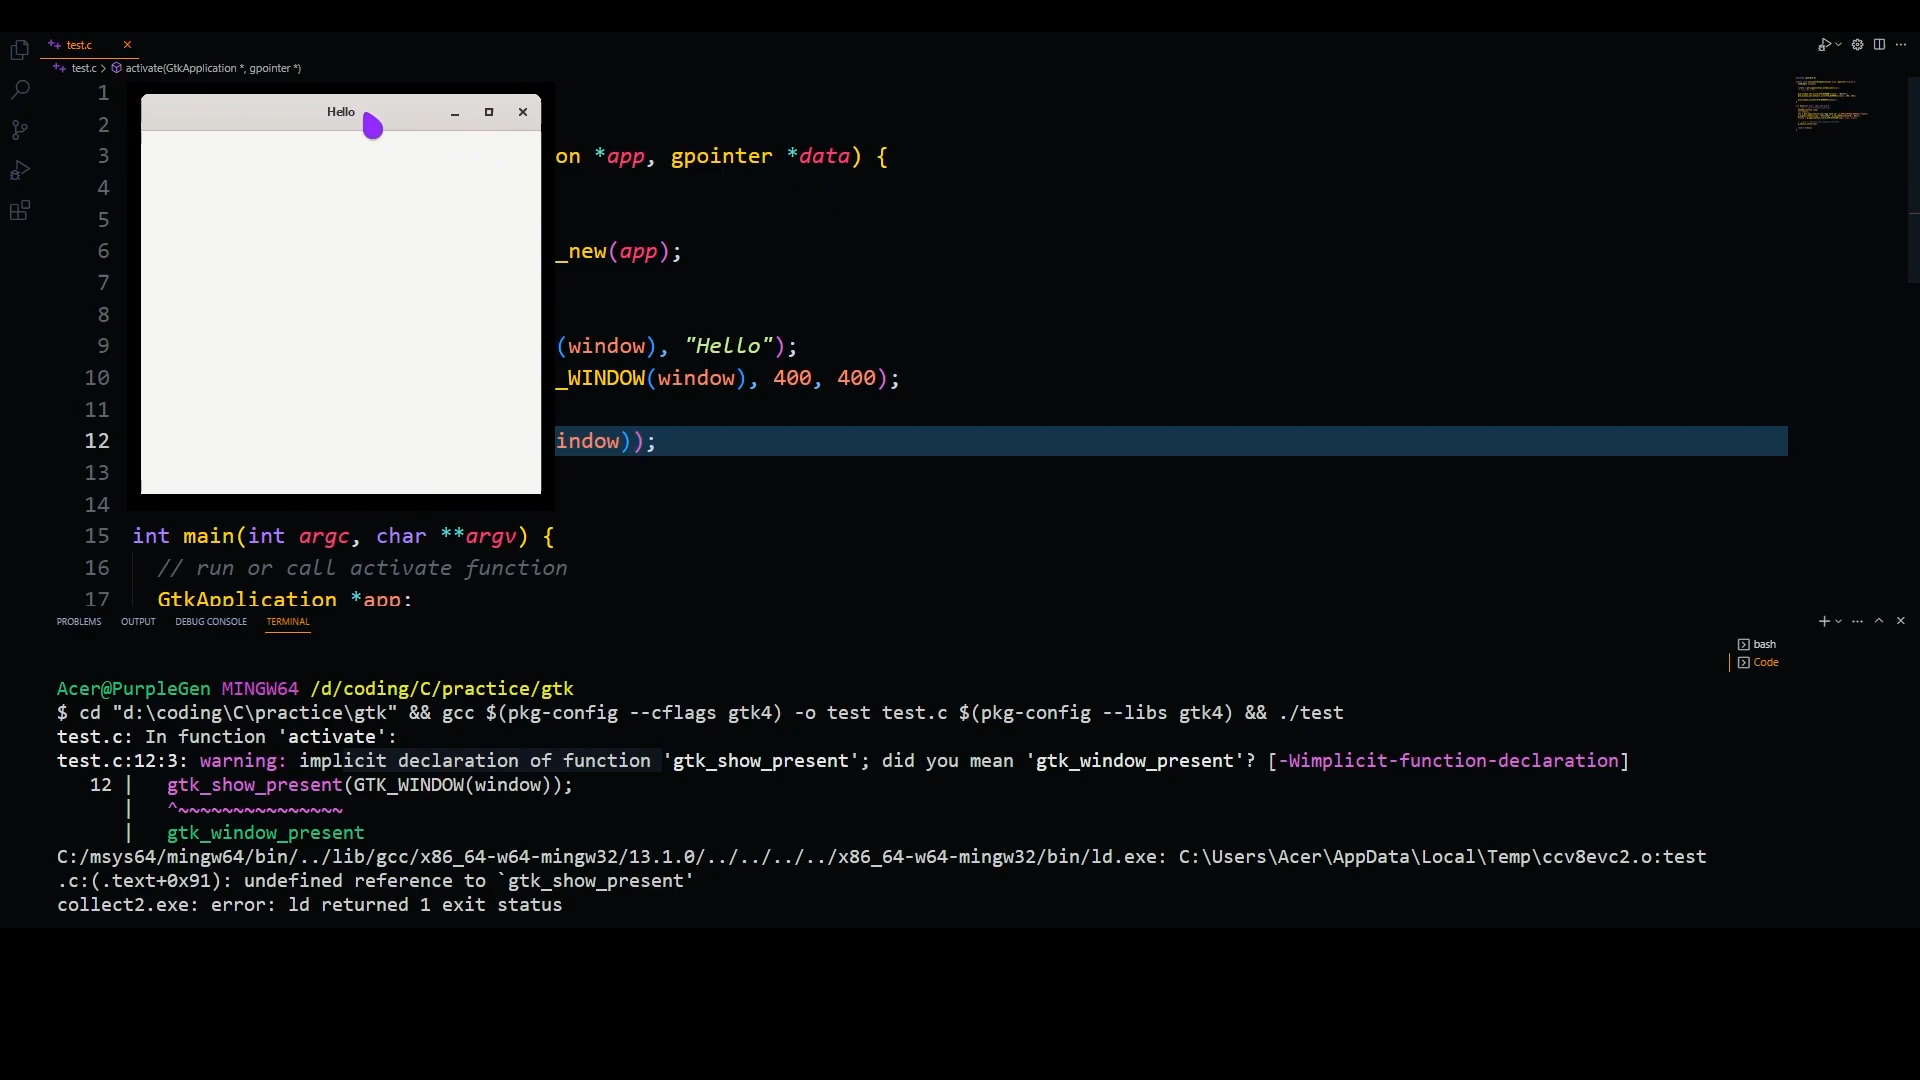 test.c
test.c > activate(GtkApplication *, gpointer *)
1
Hello
2
3 on *app, gpointer *data) {
4
5
6 _new(app);
7
8
9 (window), "Hello");
10 _WINDOW(window), 400, 400);
11
12 indow));
13
14
15 int main(int argc, char **argv) {
16 // run or call activate function
17 GtkApplication *app;
PROBLEMS OUTPUT DEBUG CONSOLE TERMINAL
bash
Code
Acer@PurpleGen MINGW64 /d/coding/C/practice/gtk
$ cd "d:\coding\C\practice\gtk" && gcc $(pkg-config --cflags gtk4) -o test test.c $(pkg-config --libs gtk4) && ./test
test.c: In function 'activate':
test.c:12:3: warning: implicit declaration of function 'gtk_show_present'; did you mean 'gtk_window_present'? [-Wimplicit-function-declaration]
12 | gtk_show_present(GTK_WINDOW(window));
| ^~~~~~~~~~~~~~~~
| gtk_window_present
C:/msys64/mingw64/bin/../lib/gcc/x86_64-w64-mingw32/13.1.0/../../../../x86_64-w64-mingw32/bin/ld.exe: C:\Users\Acer\AppData\Local\Temp\ccv8evc2.o:test
.c:(.text+0x91): undefined reference to `gtk_show_present'
collect2.exe: error: ld returned 1 exit status